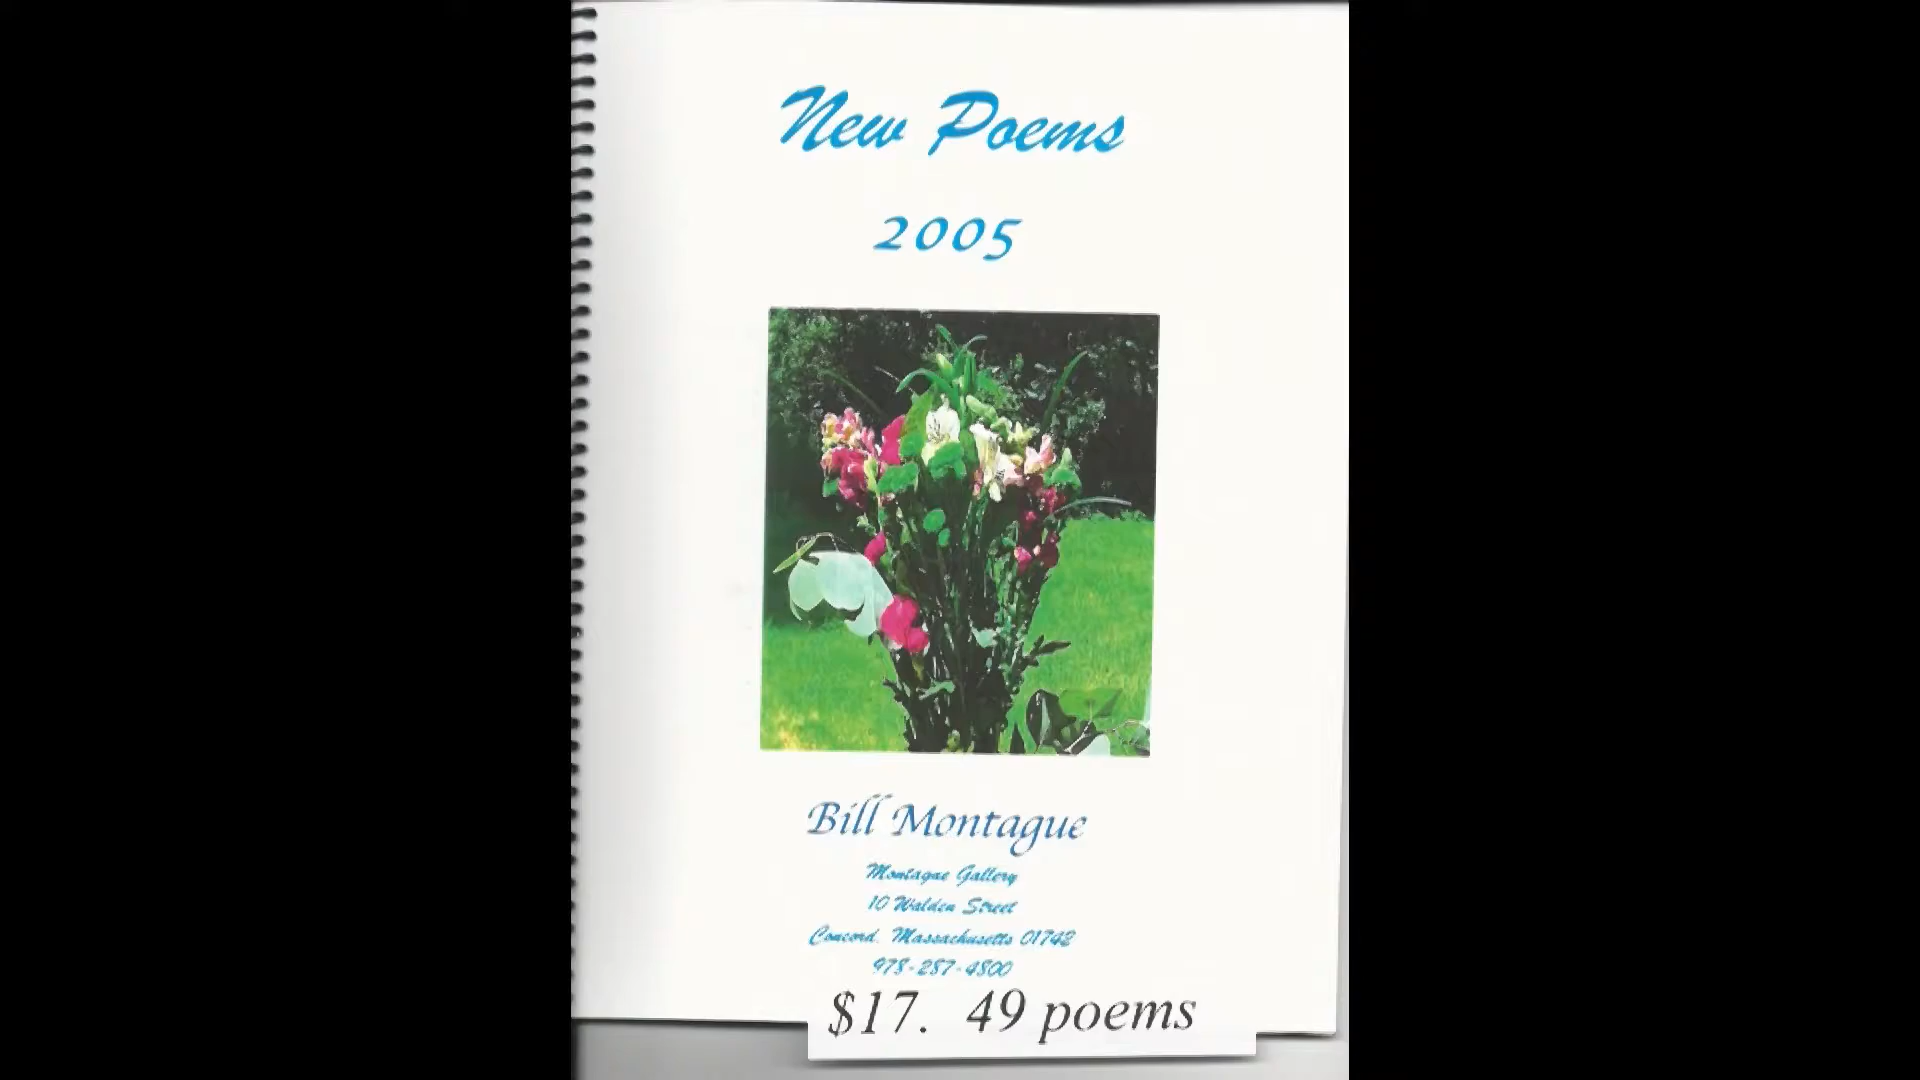 New Poems
2005
Bill Montague
Montague Gallery
10 Walden Street
Concord, Massachusetts 01742
978-287-4800
$17. 49 poems